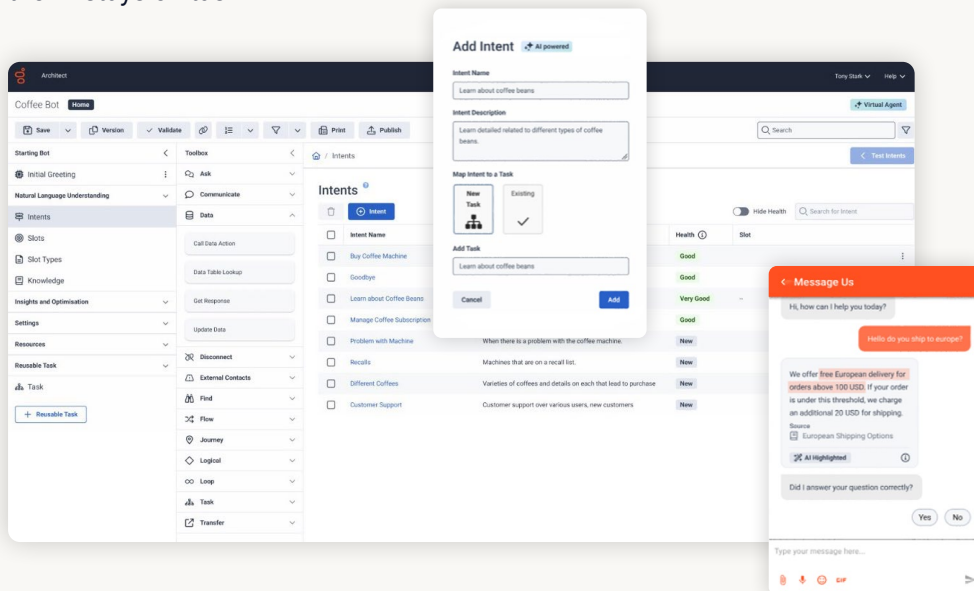 Architect
Tony Stark
Help
Coffee Bot
Home
Virtual Agent
Save
Version
Validate
Print
Publish
Search
Starting Bot
Initial Greeting
Natural Language Understanding
Intents
Slots
Slot Types
Knowledge
Insights and Optimisation
Settings
Resources
Reusable Task
Task
+ Reusable Task
Toolbox
Ask
Communicate
Data
Call Data Action
Data Table Lookup
Get Response
Update Data
Disconnect
External Contacts
Find
Flow
Journey
Logical
Loop
Task
Transfer
/ Intents
Test Intents
Intents
Intent
Hide Health
Search for Intent
Intent Name
Health
Slot
Buy Coffee Machine
Good
Goodbye
Good
Learn about Coffee Beans
Very Good
–
Manage Coffee Subscription
Good
Problem with Machine
When there is a problem with the coffee machine.
New
Recalls
Machines that are on a recall list.
New
Different Coffees
Varieties of coffees and details on each that lead to purchase
New
Customer Support
Customer support over various users, new customers
New
Add Intent
AI powered
Intent Name
Learn about coffee beans
Intent Description
Learn detailed related to different types of coffee
beans.
Map Intent to a Task
New
Task
Existing
Add Task
Learn about coffee beans
Cancel
Add
Message Us
Hi, how can I help you today?
Hello do you ship to europe?
We offer free European delivery for
orders above 100 USD. If your order
is under this threshold, we charge
an additional 20 USD for shipping.
Source
European Shipping Options
AI Highlighted
Did I answer your question correctly?
Yes
No
Type your message here...
GIF